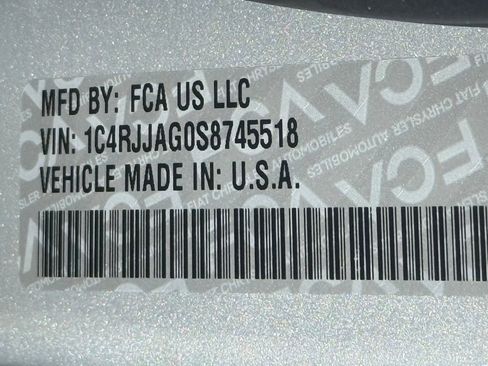 MFD BY: FCA US LLC
VIN: 1C4RJJAG0S8745518
VEHICLE MADE IN: U.S.A.